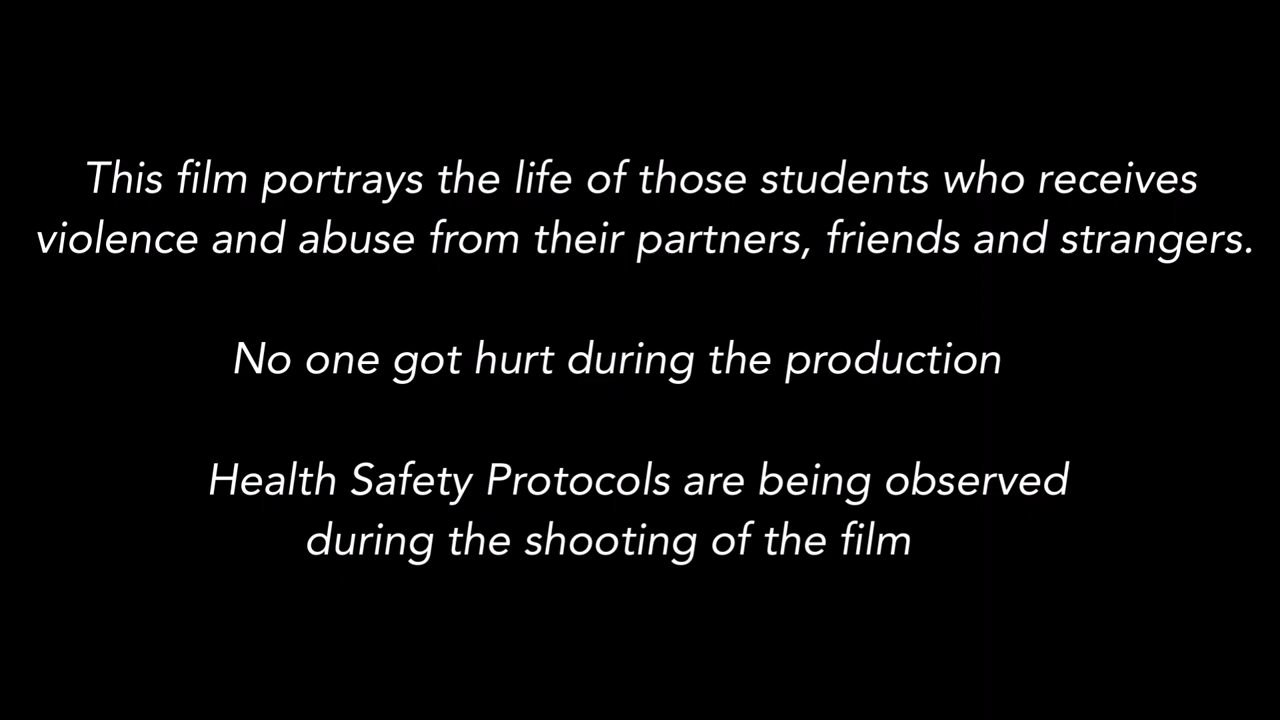 This film portrays the life of those students who receives
violence and abuse from their partners, friends and strangers.
No one got hurt during the production
Health Safety Protocols are being observed
during the shooting of the film